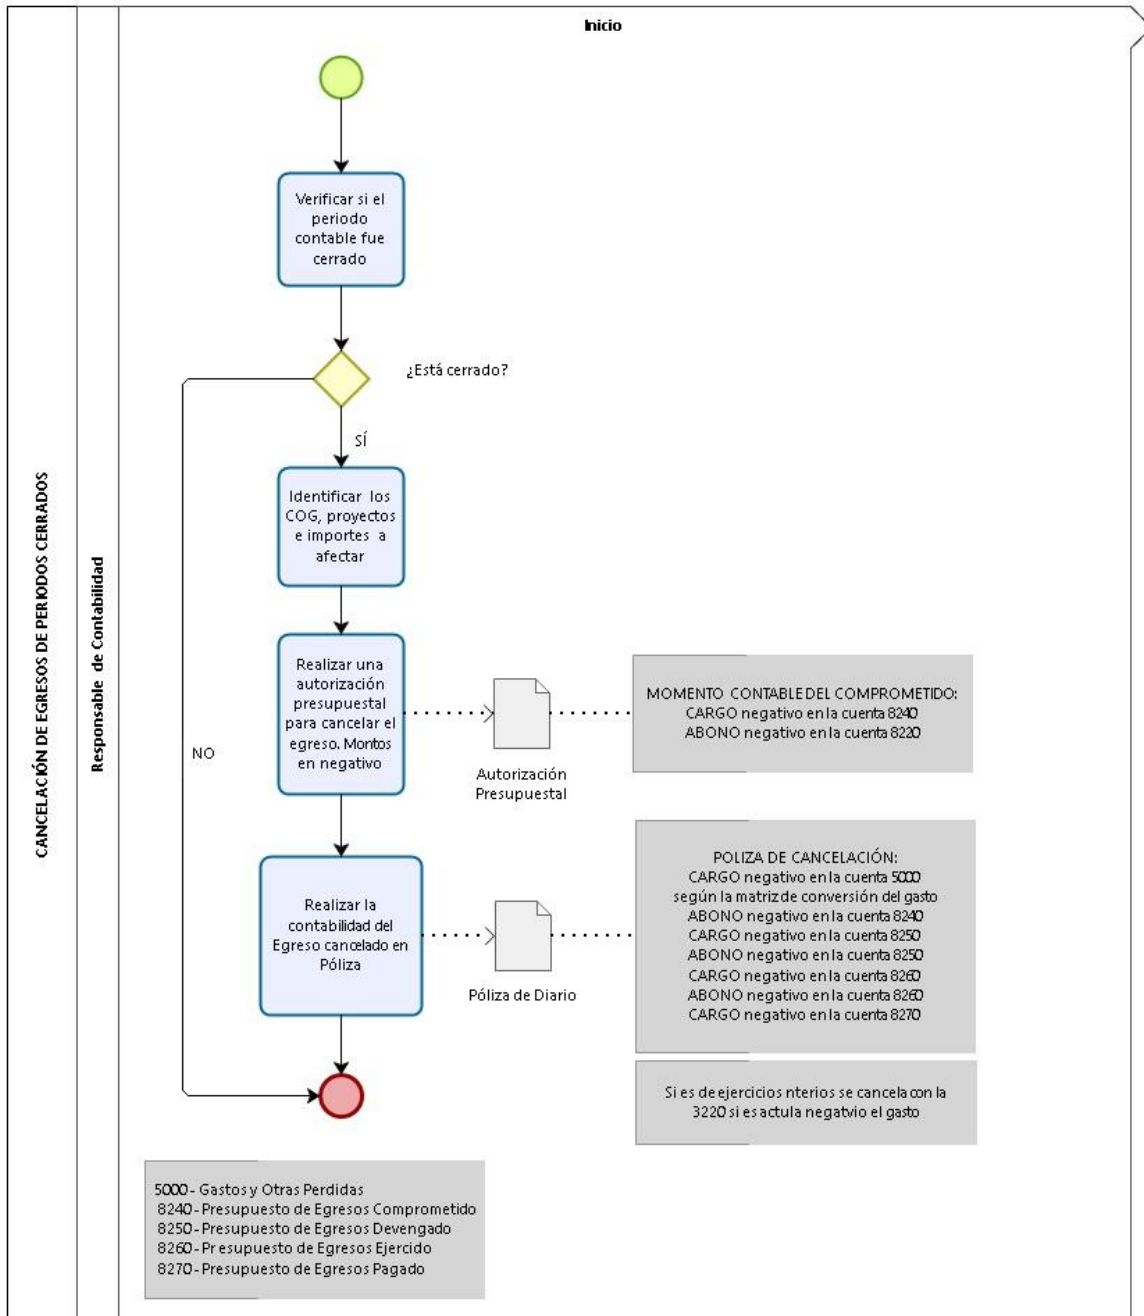 Inicio
CANCELACIÓN DE EGRESOS DE PERIODOS CERRADOS
Responsable de Contabilidad
Verificar si el
periodo
contable fue
cerrado
¿Está cerrado?
SÍ
NO
Identificar los
COG, proyectos
e importes a
afectar
Realizar una
autorización
presupuestal
para cancelar el
egreso. Montos
en negativo
Autorización
Presupuestal
MOMENTO CONTABLE DEL COMPROMETIDO:
CARGO negativo en la cuenta 8240
ABONO negativo en la cuenta 8220
Realizar la
contabilidad del
Egreso cancelado en
Póliza
Póliza de Diario
POLIZA DE CANCELACIÓN:
CARGO negativo en la cuenta 5000
según la matriz de conversión del gasto
ABONO negativo en la cuenta 8240
CARGO negativo en la cuenta 8250
ABONO negativo en la cuenta 8250
CARGO negativo en la cuenta 8260
ABONO negativo en la cuenta 8260
CARGO negativo en la cuenta 8270
Si es de ejercicios nterios se cancela con la
3220 si es actula negatvio el gasto
5000 - Gastos y Otras Perdidas
8240 - Presupuesto de Egresos Comprometido
8250 - Presupuesto de Egresos Devengado
8260 - Presupuesto de Egresos Ejercido
8270 - Presupuesto de Egresos Pagado